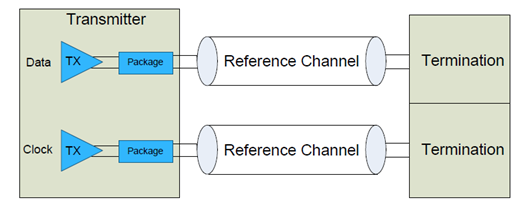 Transmitter
Data
TX
Package
Reference Channel
Termination
Clock
TX
Package
Reference Channel
Termination